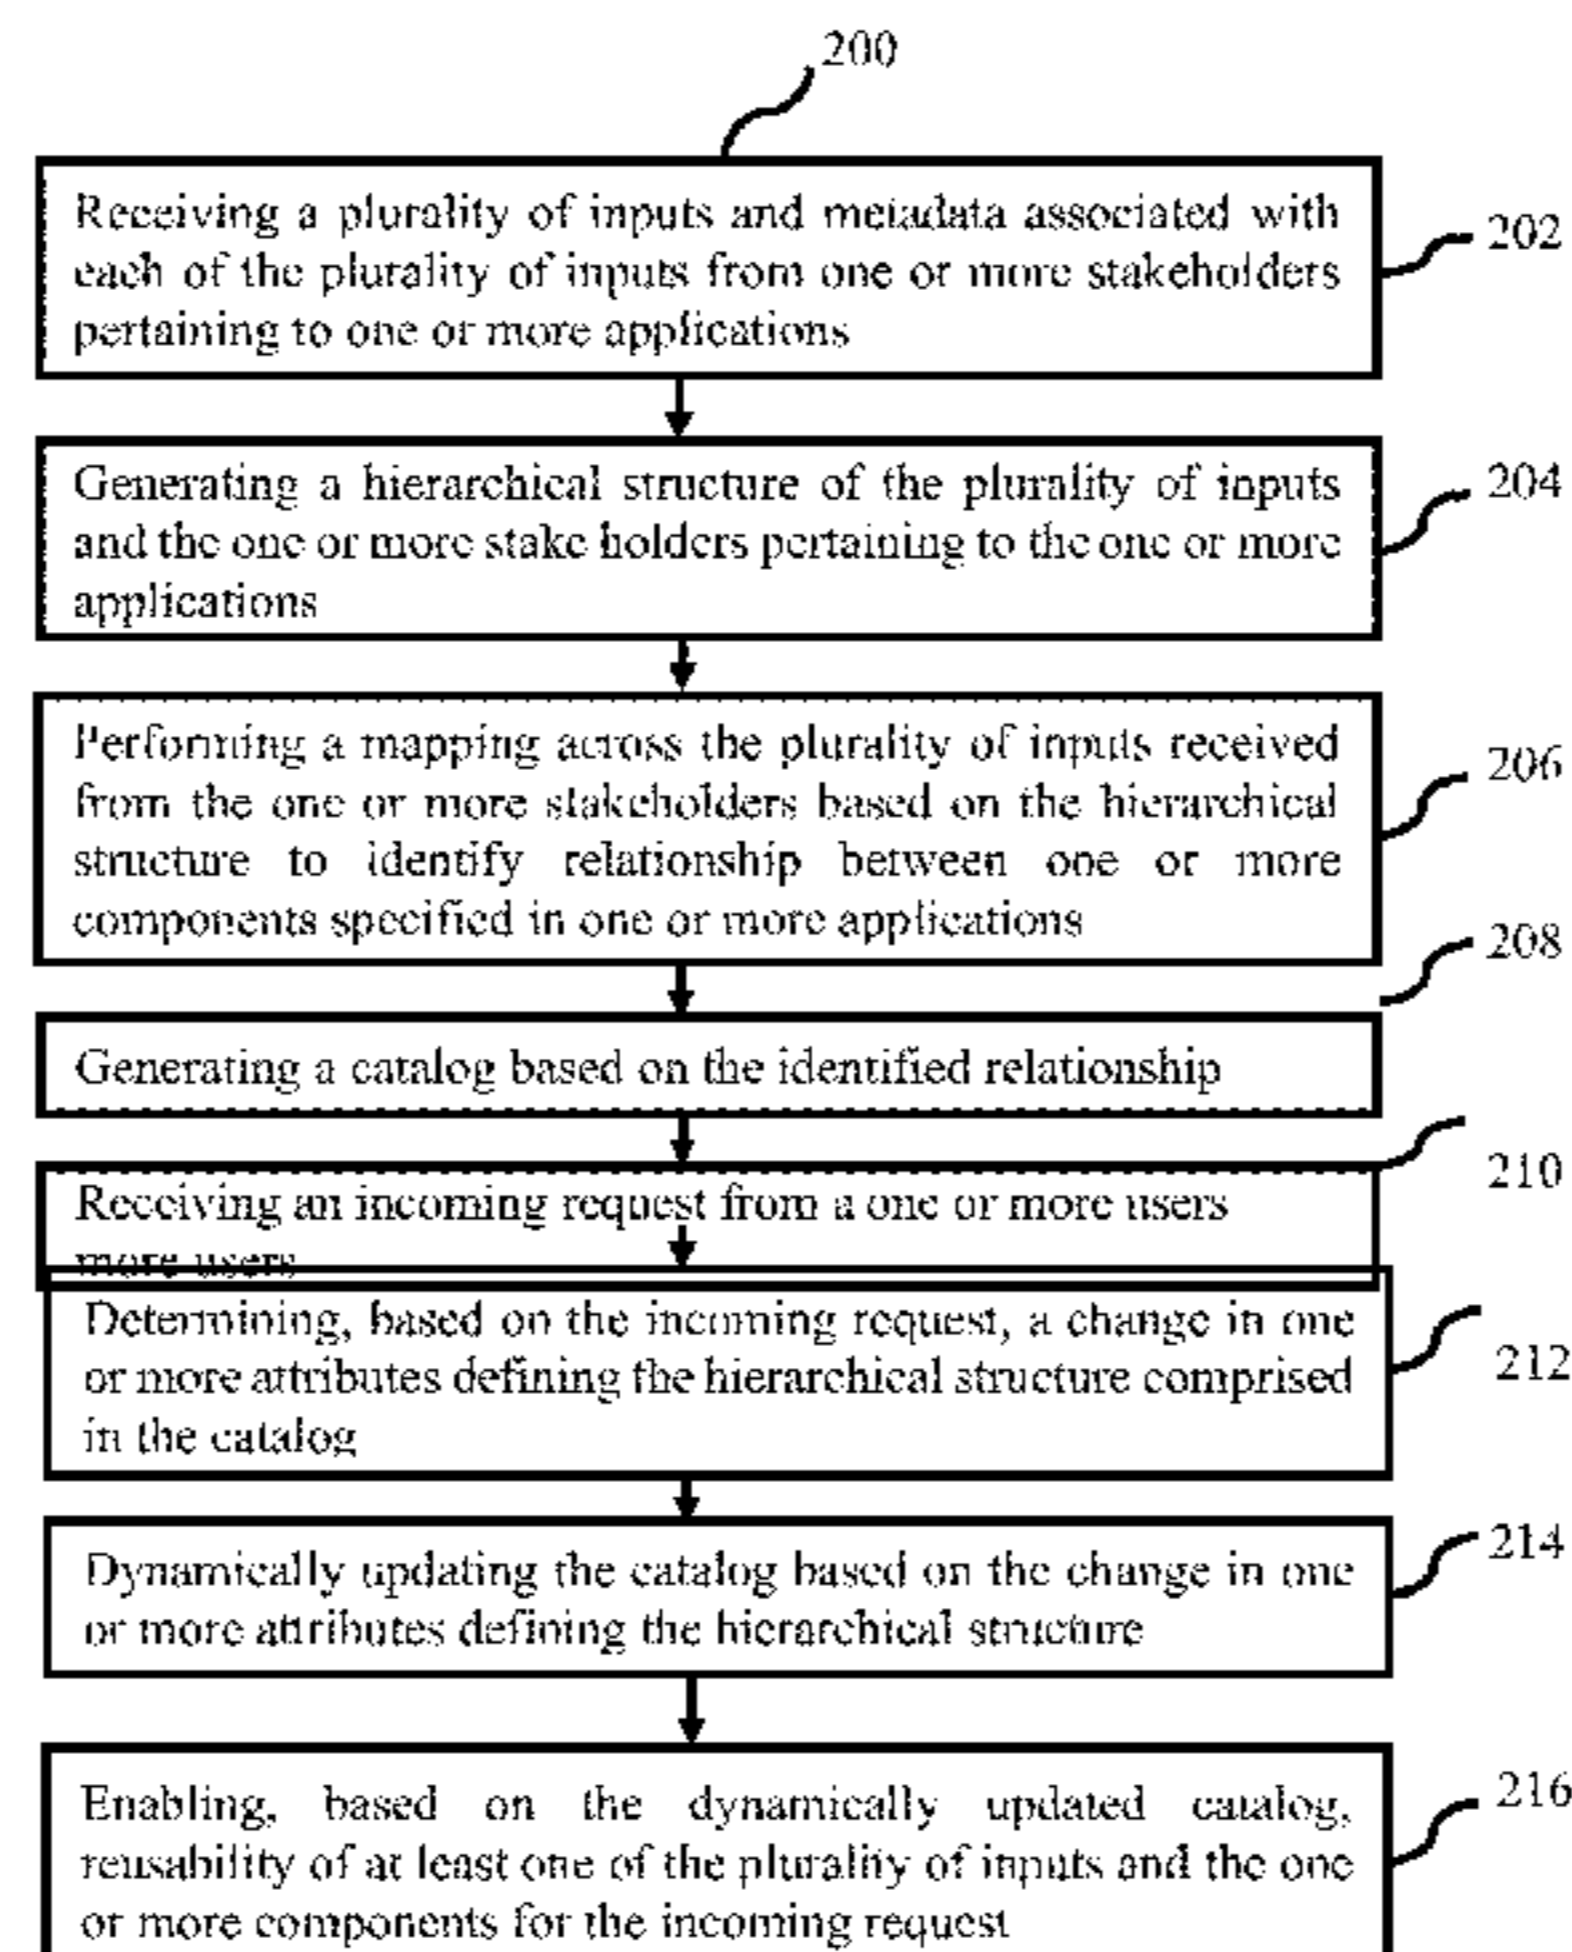 200
Receiving a plurality of inputs and metadata associated with
each of the plurality of inputs from one or more stakeholders
pertaining to one or more applications
202
Generating a hierarchical structure of the plurality of inputs
and the one or more stake holders pertaining to the one or more
applications
204
Performing a mapping across the plurality of inputs received
from the one or more stakeholders based on the hierarchical
structure to identify relationship between one or more
components specified in one or more applications
206
208
Generating a catalog based on the identified relationship
Receiving an incoming request from a one or more users
more users
210
Determining, based on the incoming request, a change in one
or more attributes defining the hierarchical structure comprised
in the catalog
212
Dynamically updating the catalog based on the change in one
or more attributes defining the hierarchical structure
214
Enabling, based on the dynamically updated catalog,
reusability of at least one of the plurality of inputs and the one
or more components for the incoming request
216